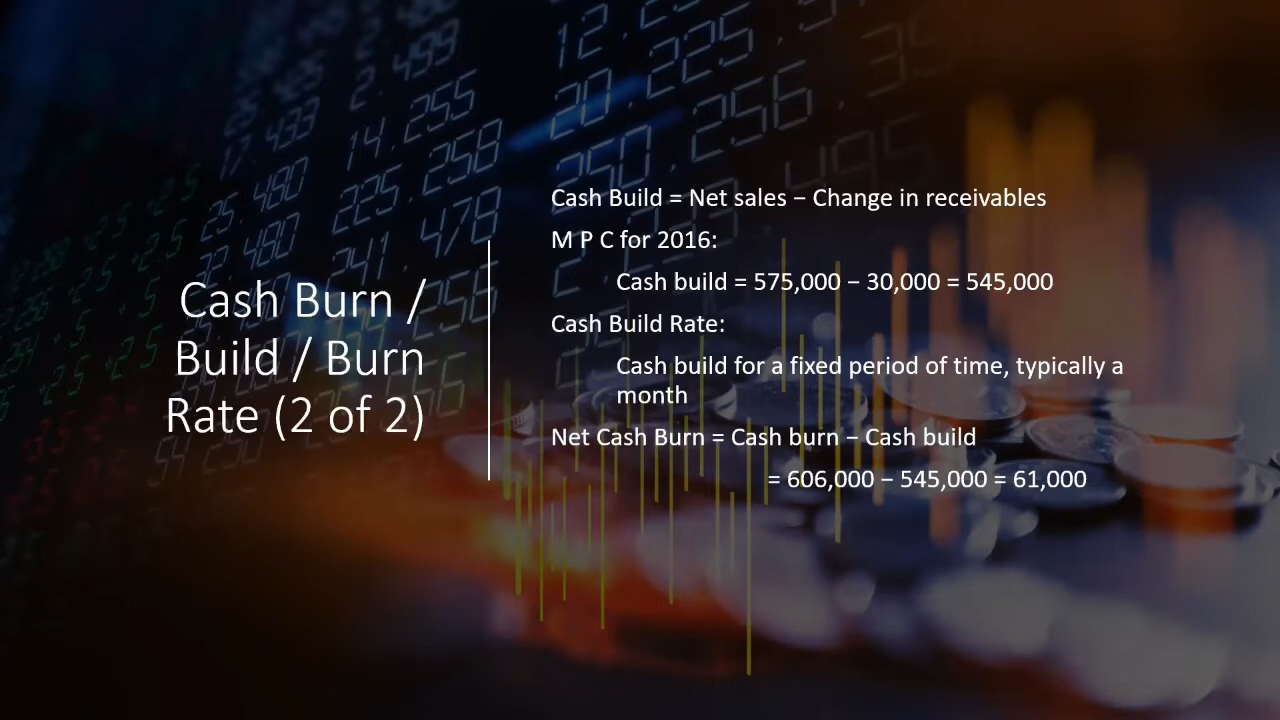 Cash Burn /
Build / Burn
Rate (2 of 2)
Cash Build = Net sales − Change in receivables
M P C for 2016:
Cash build = 575,000 − 30,000 = 545,000
Cash Build Rate:
Cash build for a fixed period of time, typically a
month
Net Cash Burn = Cash burn − Cash build
= 606,000 − 545,000 = 61,000